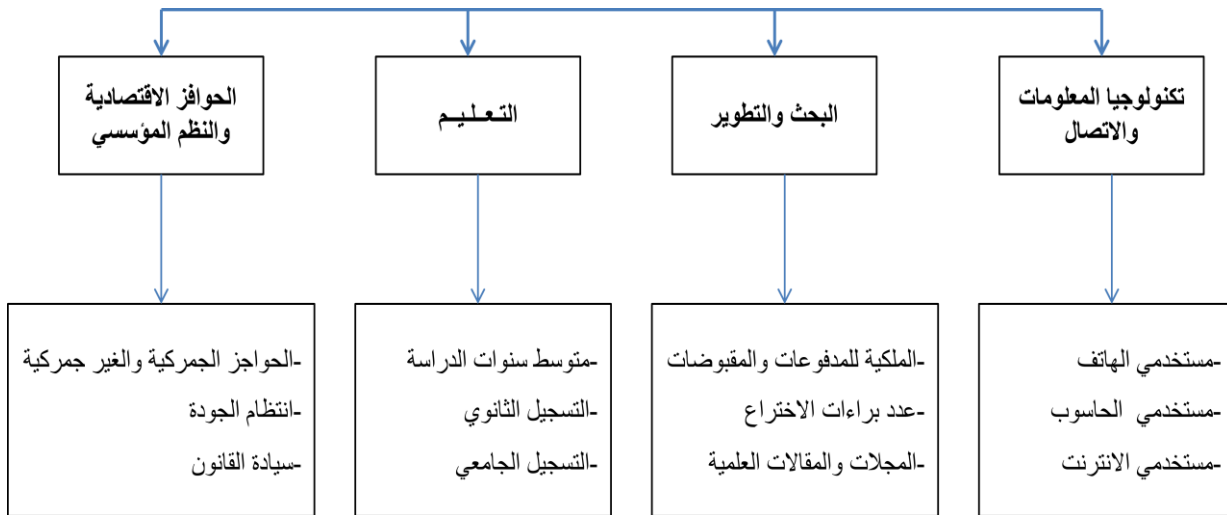 تكنولوجيا المعلومات
والاتصال
البحث والتطوير
التـعـلـيـم
الحوافز الاقتصادية
والنظم المؤسسي
-مستخدمي الهاتف
-مستخدمي الحاسوب
-مستخدمي الانترنت
-الملكية للمدفوعات والمقبوضات
-عدد براءات الاختراع
-المجلات والمقالات العلمية
-متوسط سنوات الدراسة
-التسجيل الثانوي
-التسجيل الجامعي
-الحواجز الجمركية والغير جمركية
-انتظام الجودة
-سيادة القانون